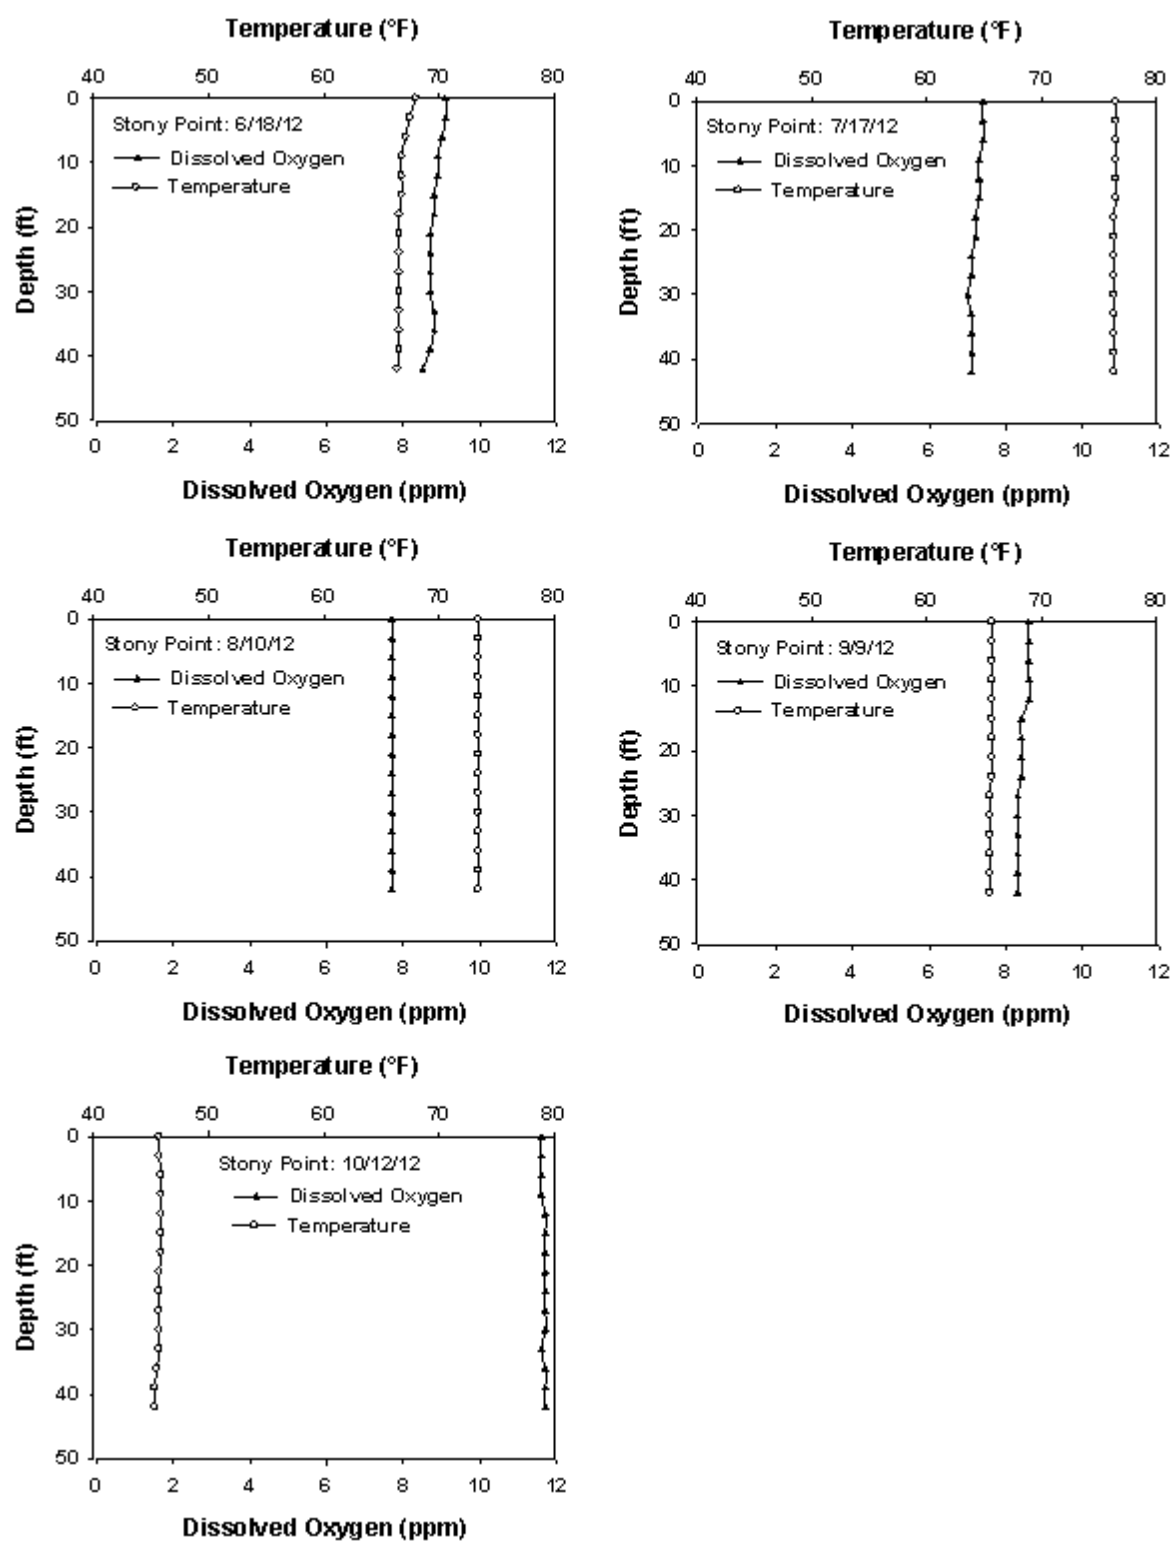 Temperature (°F)
40 50 60 70 80
0
10
20
30
40
50
Depth (ft)
Stony Point: 6/18/12
Dissolved Oxygen
Temperature
0 2 4 6 8 10 12
Dissolved Oxygen (ppm)
Temperature (°F)
40 50 60 70 80
0
10
20
30
40
50
Depth (ft)
Stony Point: 7/17/12
Dissolved Oxygen
Temperature
0 2 4 6 8 10 12
Dissolved Oxygen (ppm)
Temperature (°F)
40 50 60 70 80
0
10
20
30
40
50
Depth (ft)
Stony Point: 8/10/12
Dissolved Oxygen
Temperature
0 2 4 6 8 10 12
Dissolved Oxygen (ppm)
Temperature (°F)
40 50 60 70 80
0
10
20
30
40
50
Depth (ft)
Stony Point: 9/9/12
Dissolved Oxygen
Temperature
0 2 4 6 8 10 12
Dissolved Oxygen (ppm)
Temperature (°F)
40 50 60 70 80
0
10
20
30
40
50
Depth (ft)
Stony Point: 10/12/12
Dissolved Oxygen
Temperature
0 2 4 6 8 10 12
Dissolved Oxygen (ppm)